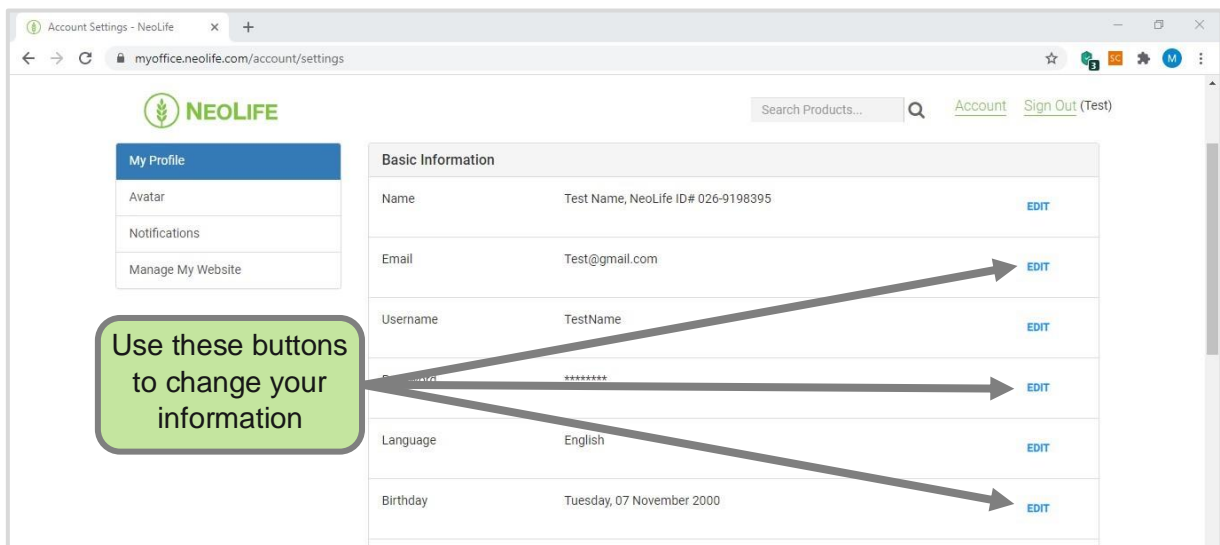 Account Settings - NeoLife
myoffice.neolife.com/account/settings
3
SC
M
NEOLIFE
Search Products...
Account
Sign Out (Test)
My Profile
Avatar
Notifications
Manage My Website
Basic Information
Name Test Name, NeoLife ID# 026-9198395 EDIT
Email Test@gmail.com EDIT
Username TestName EDIT
******** EDIT
Language English EDIT
Birthday Tuesday, 07 November 2000 EDIT
Use these buttons
to change your
information